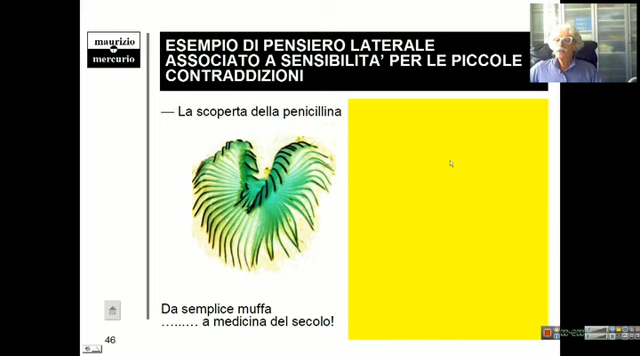 maurizio
mercurio
ESEMPIO DI PENSIERO LATERALE
ASSOCIATO A SENSIBILITA' PER LE PICCOLE
CONTRADDIZIONI
— La scoperta della penicillina
Da semplice muffa
…..…. a medicina del secolo!
46